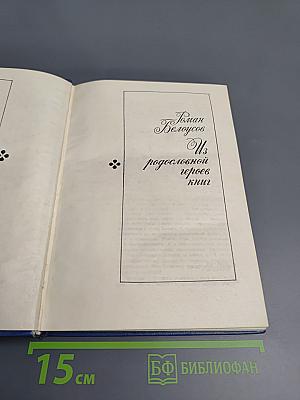 Роман
Белоусов
Из
родословной
героев
книг
15 см
БФ БИБЛИОФАН